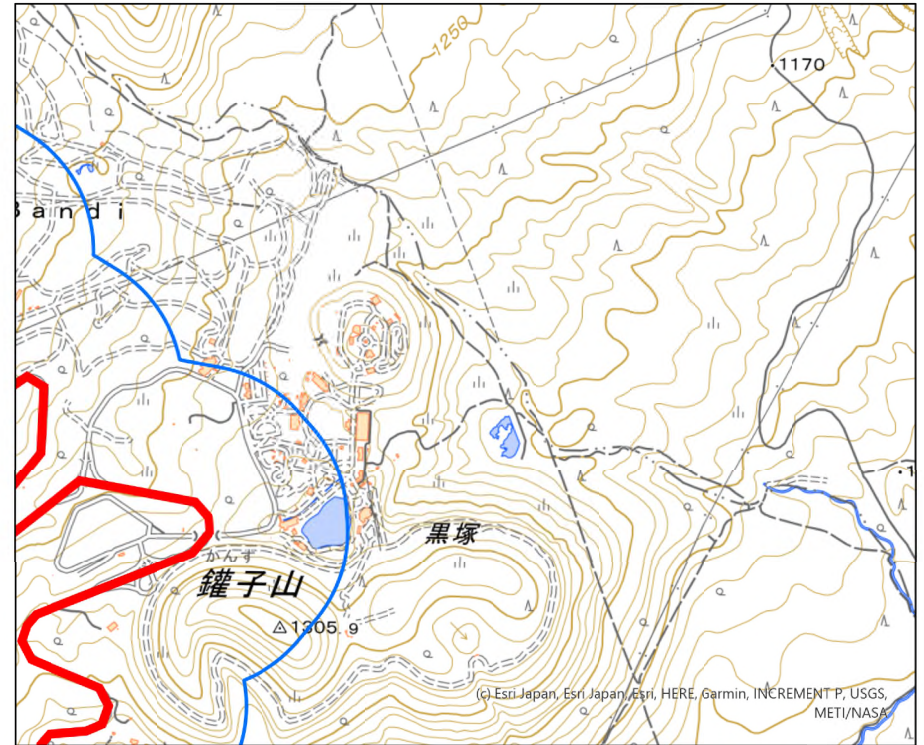 1250
1170
Bandi
黒塚
かんず
鑵子山
1305.9
(c) Esri Japan, Esri Japan, Esri, HERE, Garmin, INCREMENT P, USGS,
METI/NASA